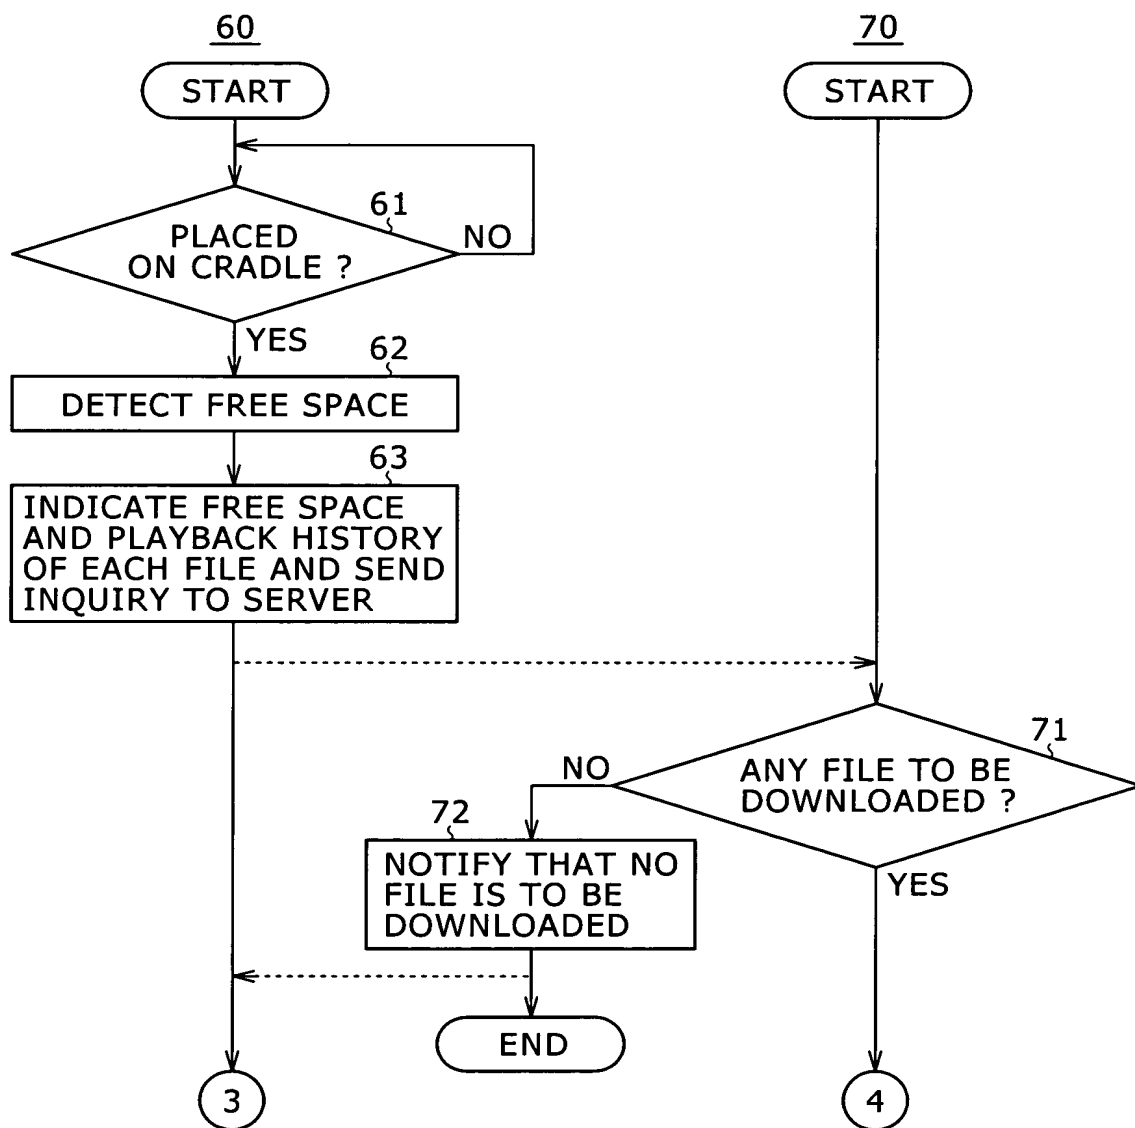 60
START
61
PLACED
ON CRADLE ?
NO
YES
62
DETECT FREE SPACE
63
INDICATE FREE SPACE
AND PLAYBACK HISTORY
OF EACH FILE AND SEND
INQUIRY TO SERVER
3
70
START
71
ANY FILE TO BE
DOWNLOADED ?
NO
YES
72
NOTIFY THAT NO
FILE IS TO BE
DOWNLOADED
END
4